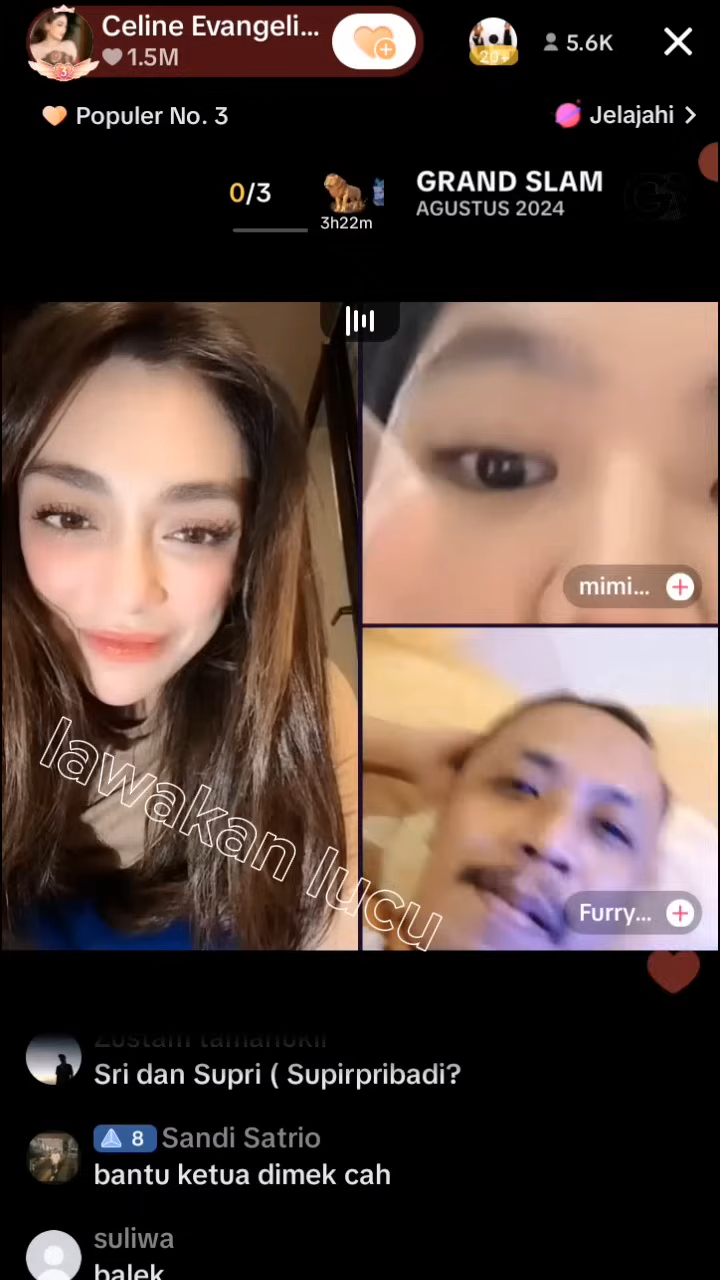 Celine Evangeli...
1.5M
20+
5.6K
Populer No. 3
Jelajahi >
0/3
3h22m
GRAND SLAM
AGUSTUS 2024
mimi...
lawakan lucu
Furry...
Sri dan Supri ( Supirpribadi?
8 Sandi Satrio
bantu ketua dimek cah
suliwa
balek